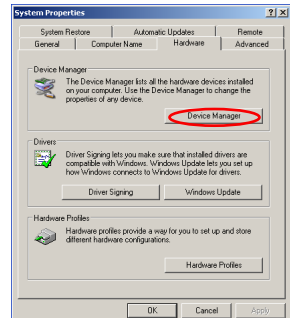 System Properties
System Restore
Automatic Updates
Remote
General
Computer Name
Hardware
Advanced
Device Manager
The Device Manager lists all the hardware devices installed
on your computer. Use the Device Manager to change the
properties of any device.
Device Manager
Drivers
Driver Signing lets you make sure that installed drivers are
compatible with Windows. Windows Update lets you set up
how Windows connects to Windows Update for drivers.
Driver Signing
Windows Update
Hardware Profiles
Hardware profiles provide a way for you to set up and store
different hardware configurations.
Hardware Profiles
OK
Cancel
Apply